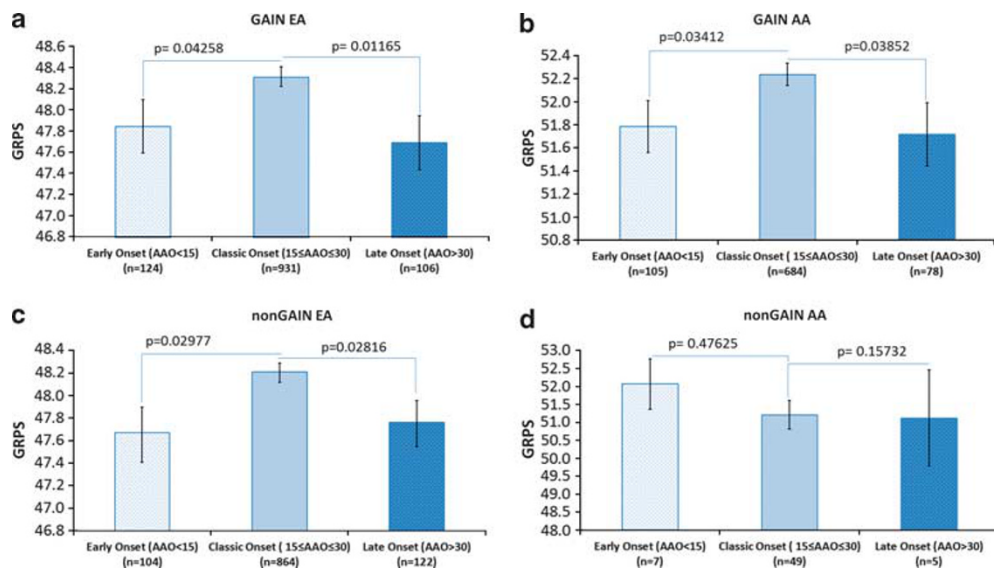 a
GAIN EA
GRPS
48.6
48.4
48.2
48.0
47.8
47.6
47.4
47.2
47.0
46.8
p= 0.04258
p= 0.01165
Early Onset (AAO<15)
(n=124)
Classic Onset (15≤AAO≤30)
(n=931)
Late Onset (AAO>30)
(n=106)
b
GAIN AA
GRPS
52.4
52.2
52.0
51.8
51.6
51.4
51.2
51.0
50.8
p=0.03412
p=0.03852
Early Onset (AAO<15)
(n=105)
Classic Onset ( 15≤AAO≤30)
(n=684)
Late Onset (AAO>30)
(n=78)
c
nonGAIN EA
GRPS
48.4
48.2
48.0
47.8
47.6
47.4
47.2
47.0
46.8
p=0.02977
p=0.02816
Early Onset (AAO<15)
(n=104)
Classic Onset ( 15≤AAO≤30)
(n=864)
Late Onset (AAO>30)
(n=122)
d
nonGAIN AA
GRPS
53.0
52.5
52.0
51.5
51.0
50.5
50.0
49.5
49.0
48.5
48.0
p= 0.47625
p= 0.15732
Early Onset (AAO<15)
(n=7)
Classic Onset ( 15≤AAO≤30)
(n=49)
Late Onset (AAO>30)
(n=5)